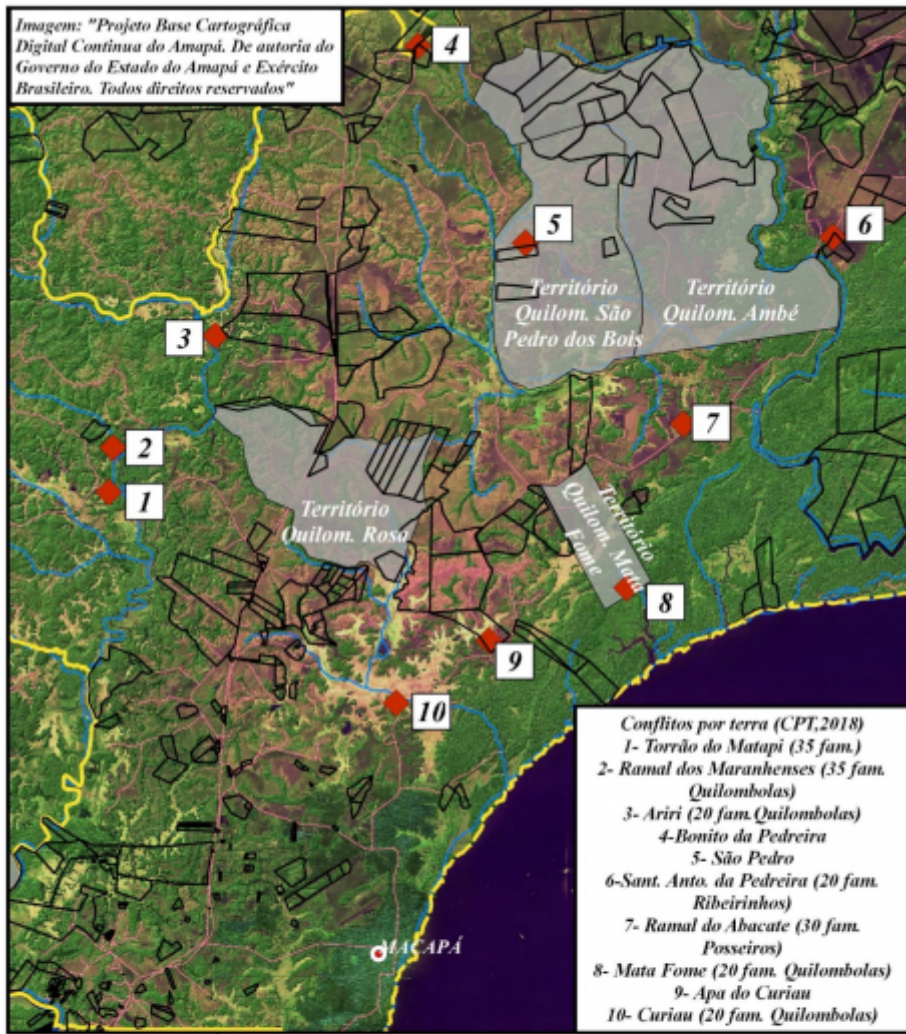 Imagem: "Projeto Base Cartográfica
Digital Contínua do Amapá. De autoria do
Governo do Estado do Amapá e Exército
Brasileiro. Todos direitos reservados"
4
5
6
Território
Quilom. São
Pedro dos Bois
Território
Quilom. Ambé
3
2
1
7
Território
Quilom. Rosa
Território
Quilom. Mata
Fome
8
9
10
MACAPÁ
Conflitos por terra (CPT,2018)
1- Torrão do Matapi (35 fam.)
2- Ramal dos Maranhenses (35 fam.
Quilombolas)
3- Ariri (20 fam.Quilombolas)
4-Bonito da Pedreira
5- São Pedro
6-Sant. Anto. da Pedreira (20 fam.
Ribeirinhos)
7- Ramal do Abacate (30 fam.
Posseiros)
8- Mata Fome (20 fam. Quilombolas)
9- Apa do Curiau
10- Curiau (20 fam. Quilombolas)